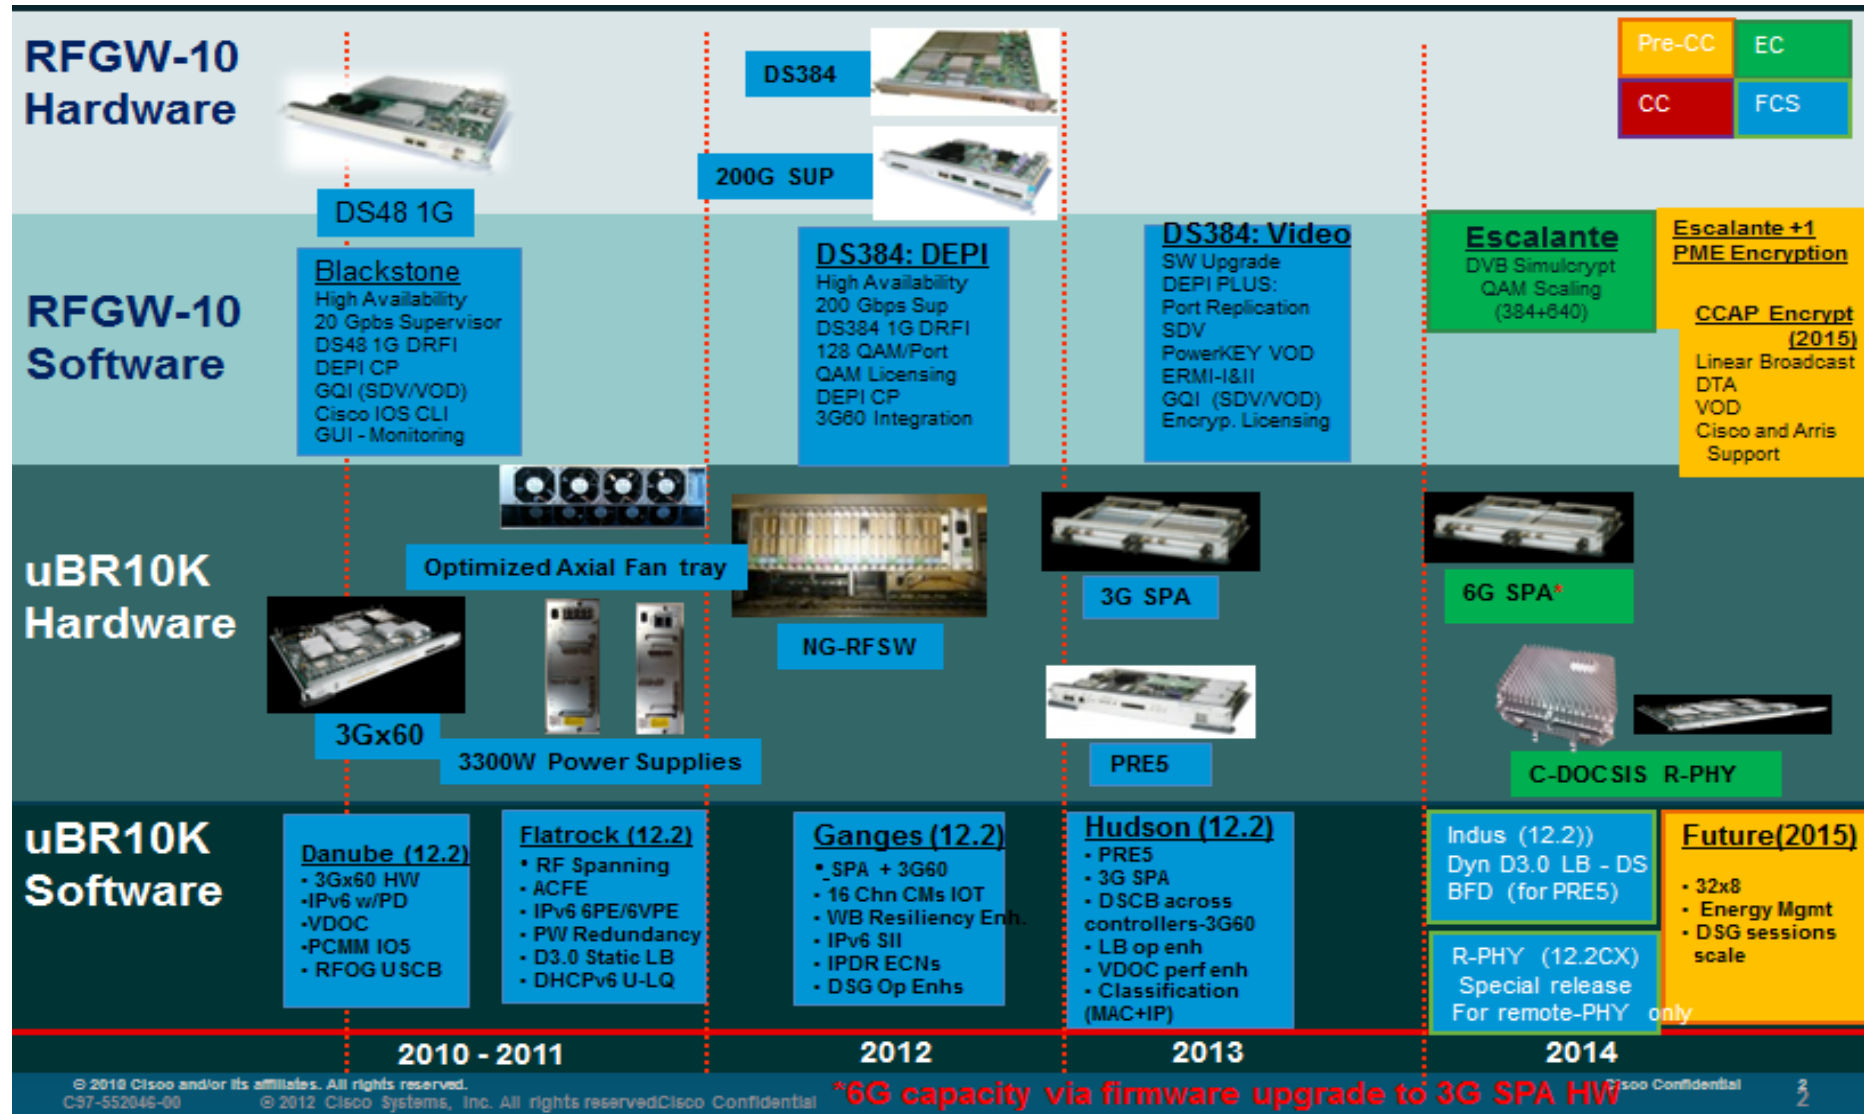 RFGW-10
Hardware
DS48 1G
DS384
200G SUP
Pre-CC
EC
CC
FCS
RFGW-10
Software
Blackstone
High Availability
20 Gpbs Supervisor
DS48 1G DRFI
DEPI CP
GQI (SDV/VOD)
Cisco IOS CLI
GUI - Monitoring
DS384: DEPI
High Availability
200 Gbps Sup
DS384 1G DRFI
128 QAM/Port
QAM Licensing
DEPI CP
3G60 Integration
DS384: Video
SW Upgrade
DEPI PLUS:
Port Replication
SDV
PowerKEY VOD
ERMI-I&II
GQI (SDV/VOD)
Encryp. Licensing
Escalante
DVB Simulcrypt
QAM Scaling
(384+640)
Escalante +1
PME Encryption
CCAP Encrypt
(2015)
Linear Broadcast
DTA
VOD
Cisco and Arris
Support
uBR10K
Hardware
3Gx60
Optimized Axial Fan tray
3300W Power Supplies
NG-RFSW
3G SPA
PRE5
6G SPA*
C-DOCSIS R-PHY
uBR10K
Software
Danube (12.2)
• 3Gx60 HW
•IPv6 w/PD
•VDOC
•PCMM IO5
• RFOG USCB
Flatrock (12.2)
• RF Spanning
• ACFE
• IPv6 6PE/6VPE
• PW Redundancy
• D3.0 Static LB
• DHCPv6 U-LQ
Ganges (12.2)
• SPA + 3G60
• 16 Chn CMs IOT
• WB Resiliency Enh.
• IPv6 SII
• IPDR ECNs
• DSG Op Enhs
Hudson (12.2)
• PRE5
• 3G SPA
• DSCB across
controllers-3G60
• LB op enh
• VDOC perf enh
• Classification
(MAC+IP)
Indus (12.2))
Dyn D3.0 LB - DS
BFD (for PRE5)
R-PHY (12.2CX)
Special release
For remote-PHY only
Future(2015)
• 32x8
• Energy Mgmt
• DSG sessions
scale
2010 - 2011
2012
2013
2014
© 2010 Cisco and/or its affiliates. All rights reserved.
C97-552046-00
© 2012 Cisco Systems, Inc. All rights reserved
Cisco Confidential
*6G capacity via firmware upgrade to 3G SPA HW
Cisco Confidential
2
2